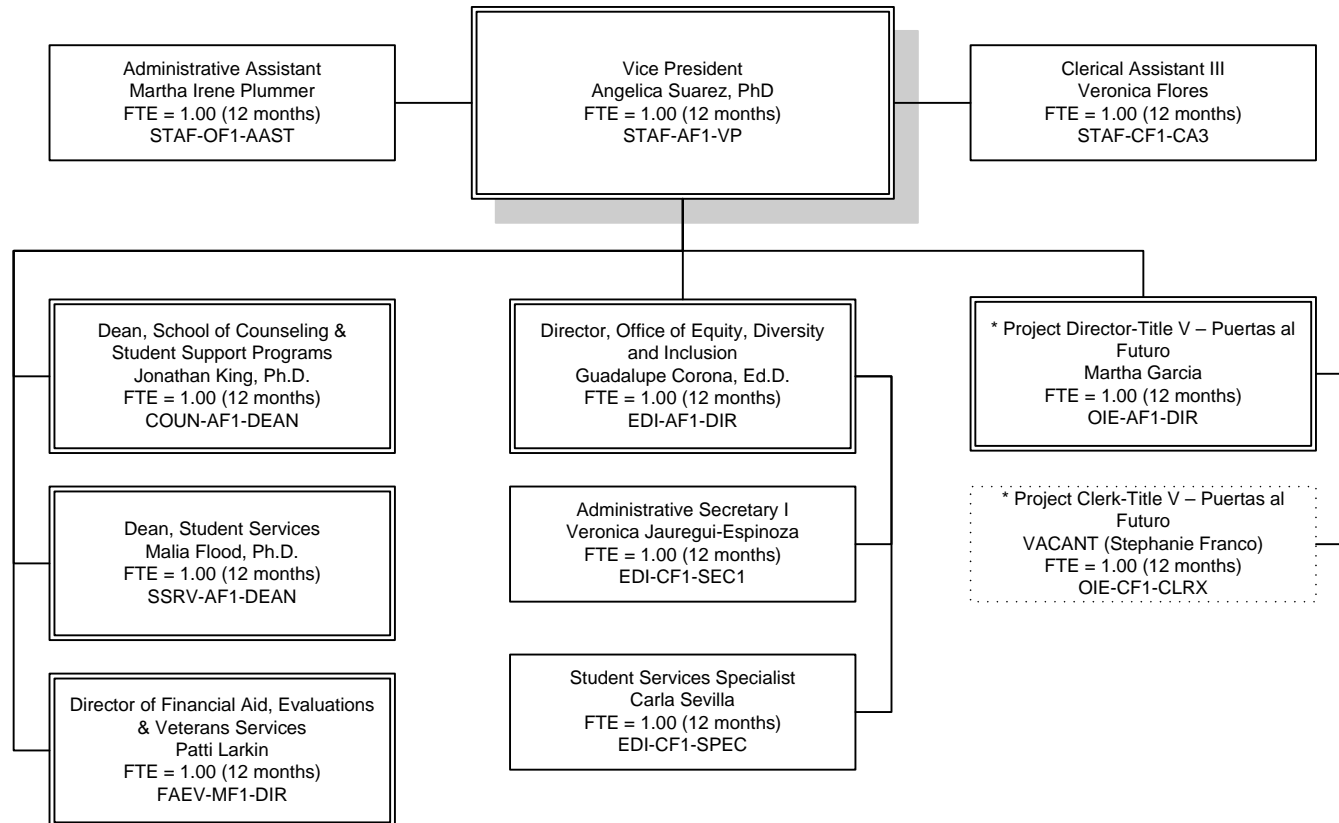 Administrative Assistant
Martha Irene Plummer
FTE = 1.00 (12 months)
STAF-OF1-AAST
Vice President
Angelica Suarez, PhD
FTE = 1.00 (12 months)
STAF-AF1-VP
Clerical Assistant III
Veronica Flores
FTE = 1.00 (12 months)
STAF-CF1-CA3
Dean, School of Counseling &
Student Support Programs
Jonathan King, Ph.D.
FTE = 1.00 (12 months)
COUN-AF1-DEAN
Dean, Student Services
Malia Flood, Ph.D.
FTE = 1.00 (12 months)
SSRV-AF1-DEAN
Director of Financial Aid, Evaluations
& Veterans Services
Patti Larkin
FTE = 1.00 (12 months)
FAEV-MF1-DIR
Director, Office of Equity, Diversity
and Inclusion
Guadalupe Corona, Ed.D.
FTE = 1.00 (12 months)
EDI-AF1-DIR
Administrative Secretary I
Veronica Jauregui-Espinoza
FTE = 1.00 (12 months)
EDI-CF1-SEC1
Student Services Specialist
Carla Sevilla
FTE = 1.00 (12 months)
EDI-CF1-SPEC
* Project Director-Title V – Puertas al
Futuro
Martha Garcia
FTE = 1.00 (12 months)
OIE-AF1-DIR
* Project Clerk-Title V – Puertas al
Futuro
VACANT (Stephanie Franco)
FTE = 1.00 (12 months)
OIE-CF1-CLRX